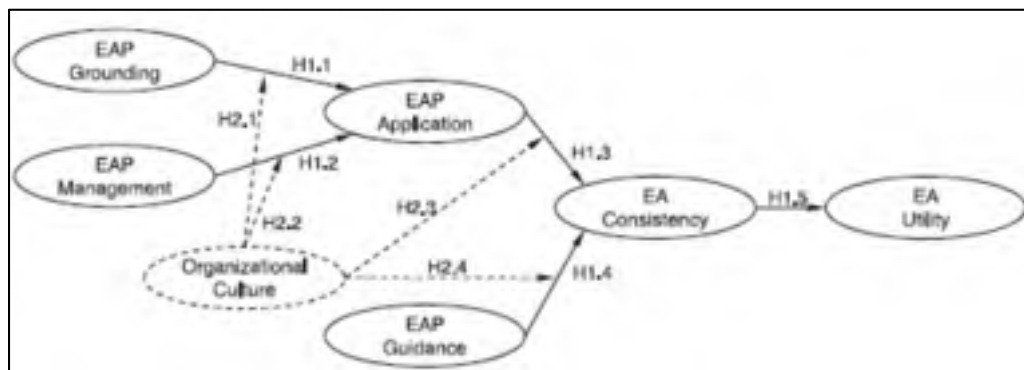 EAP
Grounding
H1.1
EAP
Application
H2.1
EAP
Management
H1.2
H1.3
H2.3
H2.2
EA
Consistency
H1.5
EA
Utility
Organizational
Culture
H2.4
H1.4
EAP
Guidance